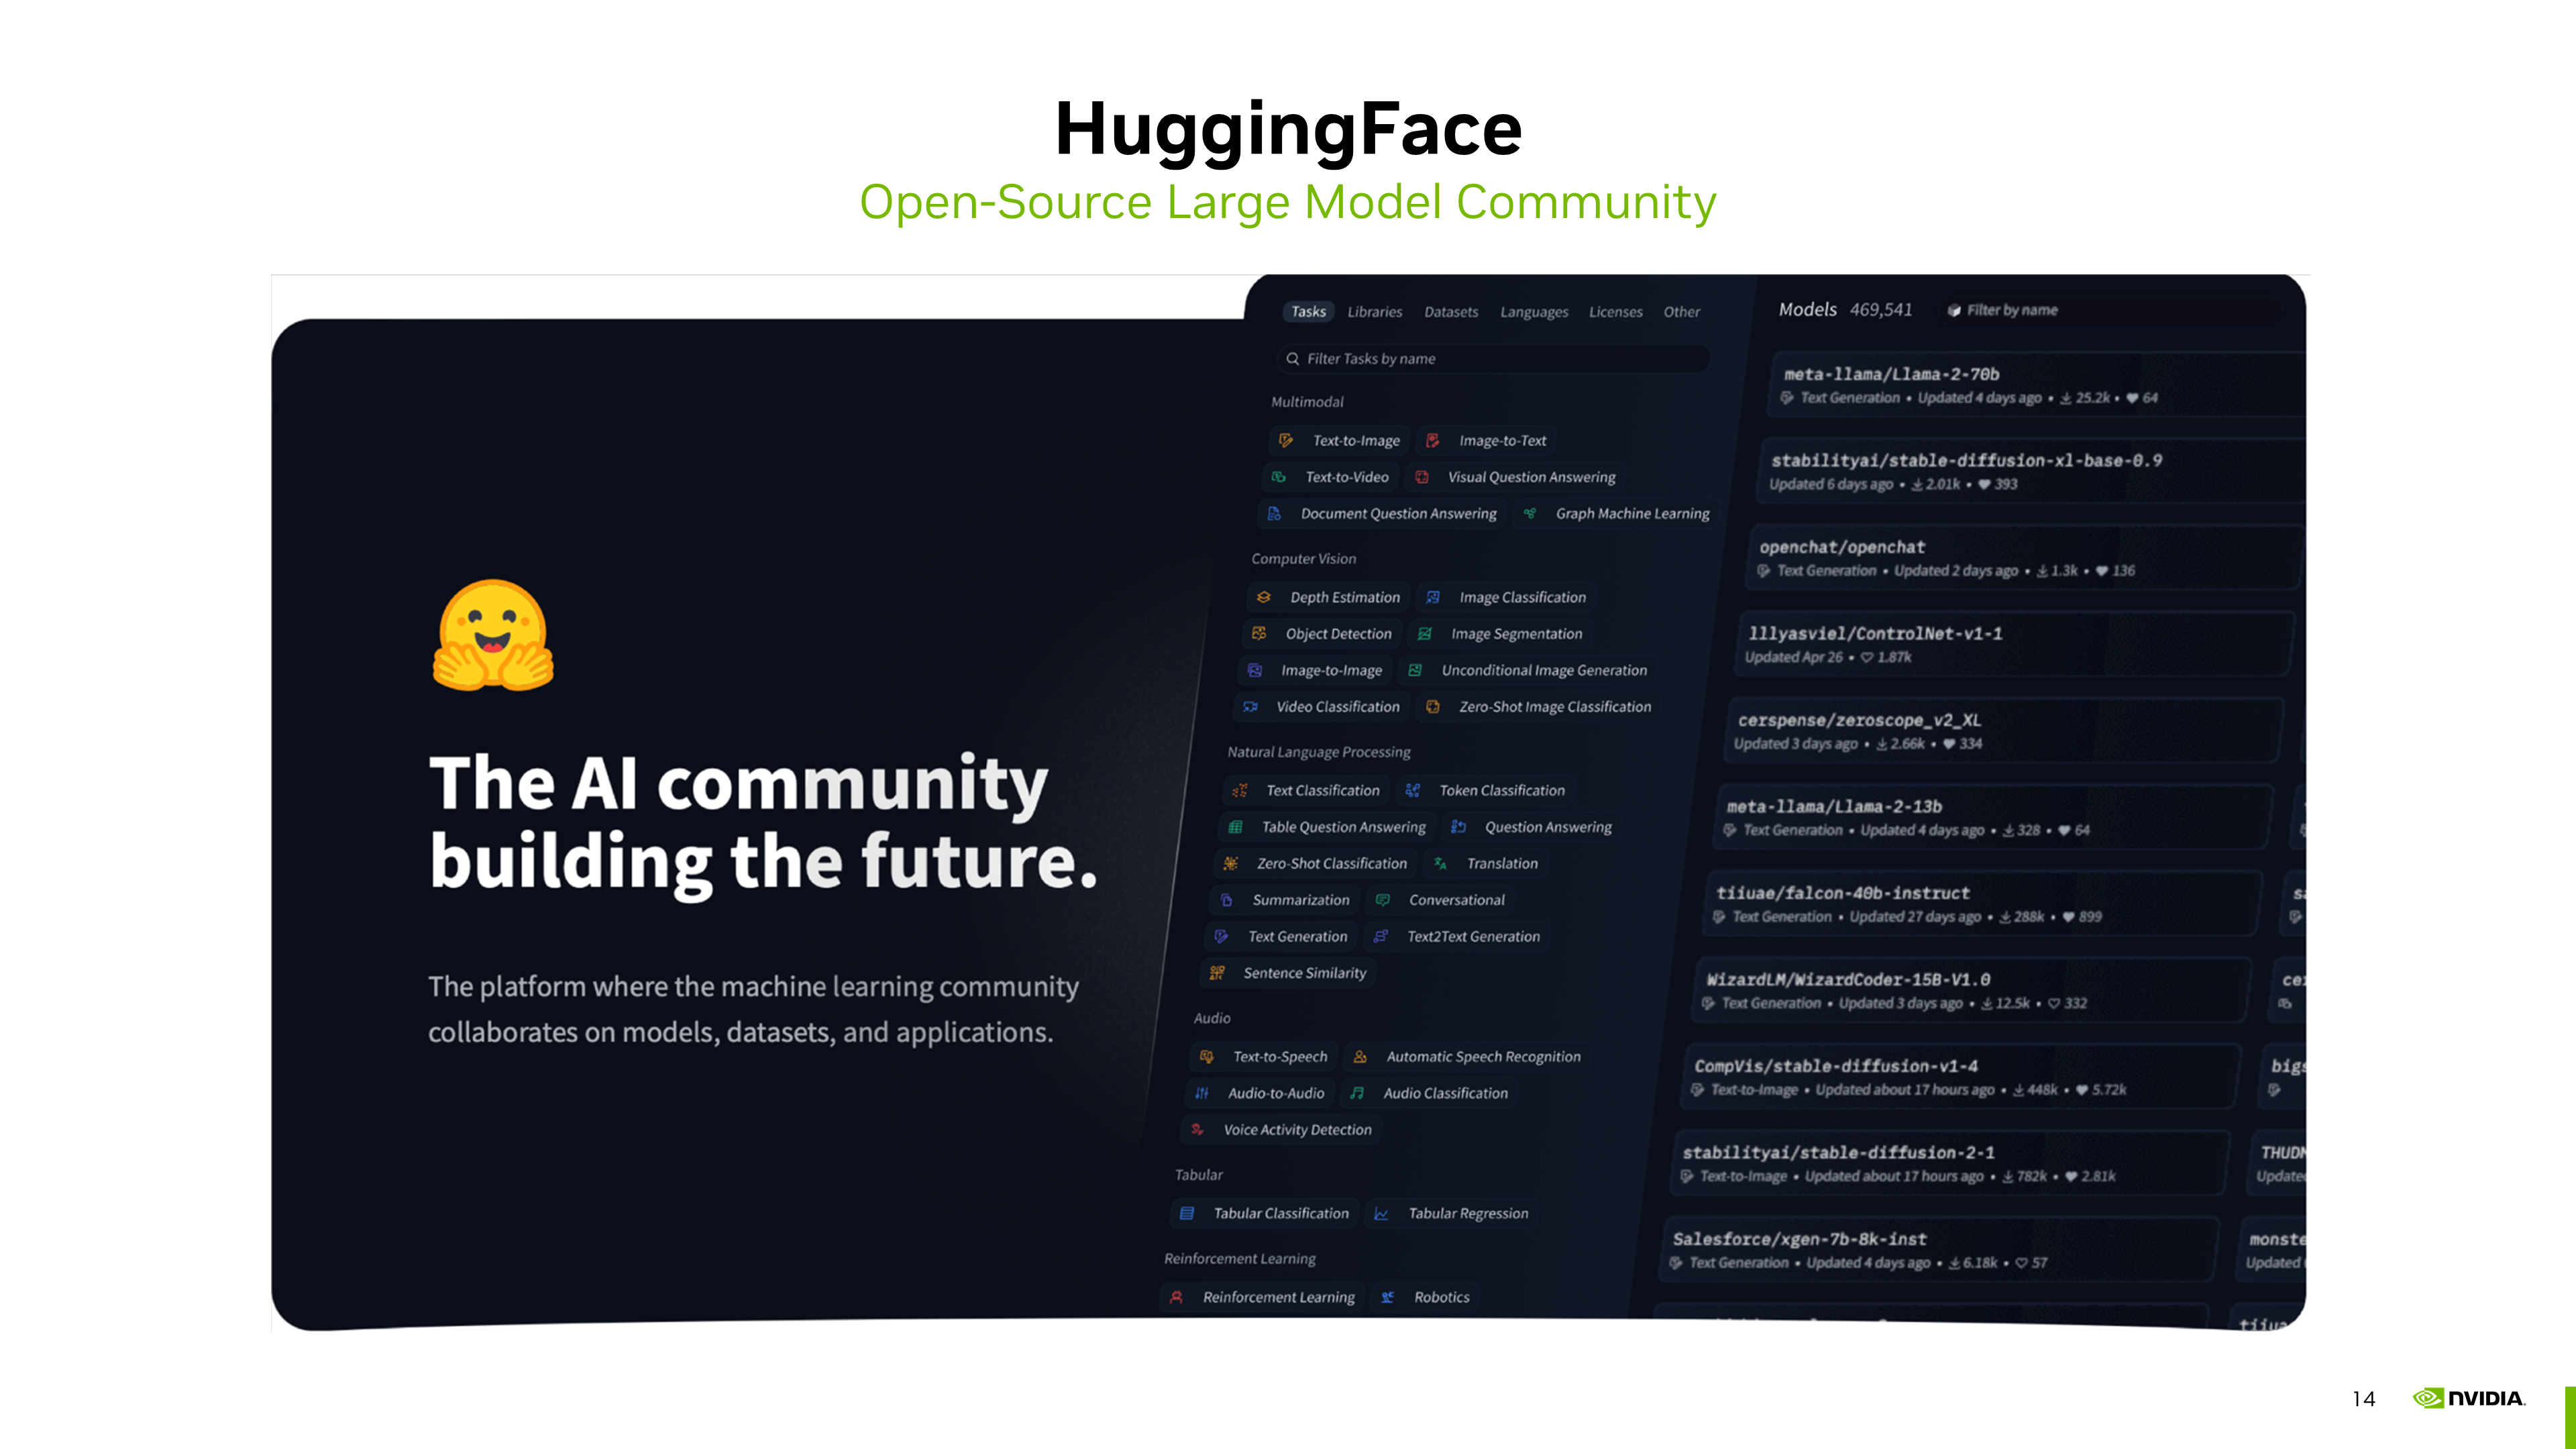 HuggingFace
Open-Source Large Model Community
The AI community
building the future.
The platform where the machine learning community
collaborates on models, datasets, and applications.
Tasks Libraries Datasets Languages Licenses Other
Filter Tasks by name
Multimodal
Text-to-Image Image-to-Text
Text-to-Video Visual Question Answering
Document Question Answering Graph Machine Learning
Computer Vision
Depth Estimation Image Classification
Object Detection Image Segmentation
Image-to-Image Unconditional Image Generation
Video Classification Zero-Shot Image Classification
Natural Language Processing
Text Classification Token Classification
Table Question Answering Question Answering
Zero-Shot Classification Translation
Summarization Conversational
Text Generation Text2Text Generation
Sentence Similarity
Audio
Text-to-Speech Automatic Speech Recognition
Audio-to-Audio Audio Classification
Voice Activity Detection
Tabular
Tabular Classification Tabular Regression
Reinforcement Learning
Reinforcement Learning Robotics
Models 469,541 Filter by name
meta-llama/Llama-2-70b
Text Generation • Updated 4 days ago • 25.2k • 64
stabilityai/stable-diffusion-xl-base-0.9
Updated 6 days ago • 2.01k • 393
openchat/openchat
Text Generation • Updated 2 days ago • 1.3k • 136
lllyasviel/ControlNet-v1-1
Updated Apr 26 • 1.87k
cerspense/zeroscope_v2_XL
Updated 3 days ago • 2.66k • 334
meta-llama/Llama-2-13b
Text Generation • Updated 4 days ago • 328 • 64
tiiuae/falcon-40b-instruct
Text Generation • Updated 27 days ago • 288k • 899
WizardLM/WizardCoder-15B-V1.0
Text Generation • Updated 3 days ago • 12.5k • 332
CompVis/stable-diffusion-v1-4
Text-to-Image • Updated about 17 hours ago • 448k • 5.72k
stabilityai/stable-diffusion-2-1
Text-to-Image • Updated about 17 hours ago • 782k • 2.81k
Salesforce/xgen-7b-8k-inst
Text Generation • Updated 4 days ago • 6.18k • 57
THUDM
Updated
monste
Updated
14
NVIDIA